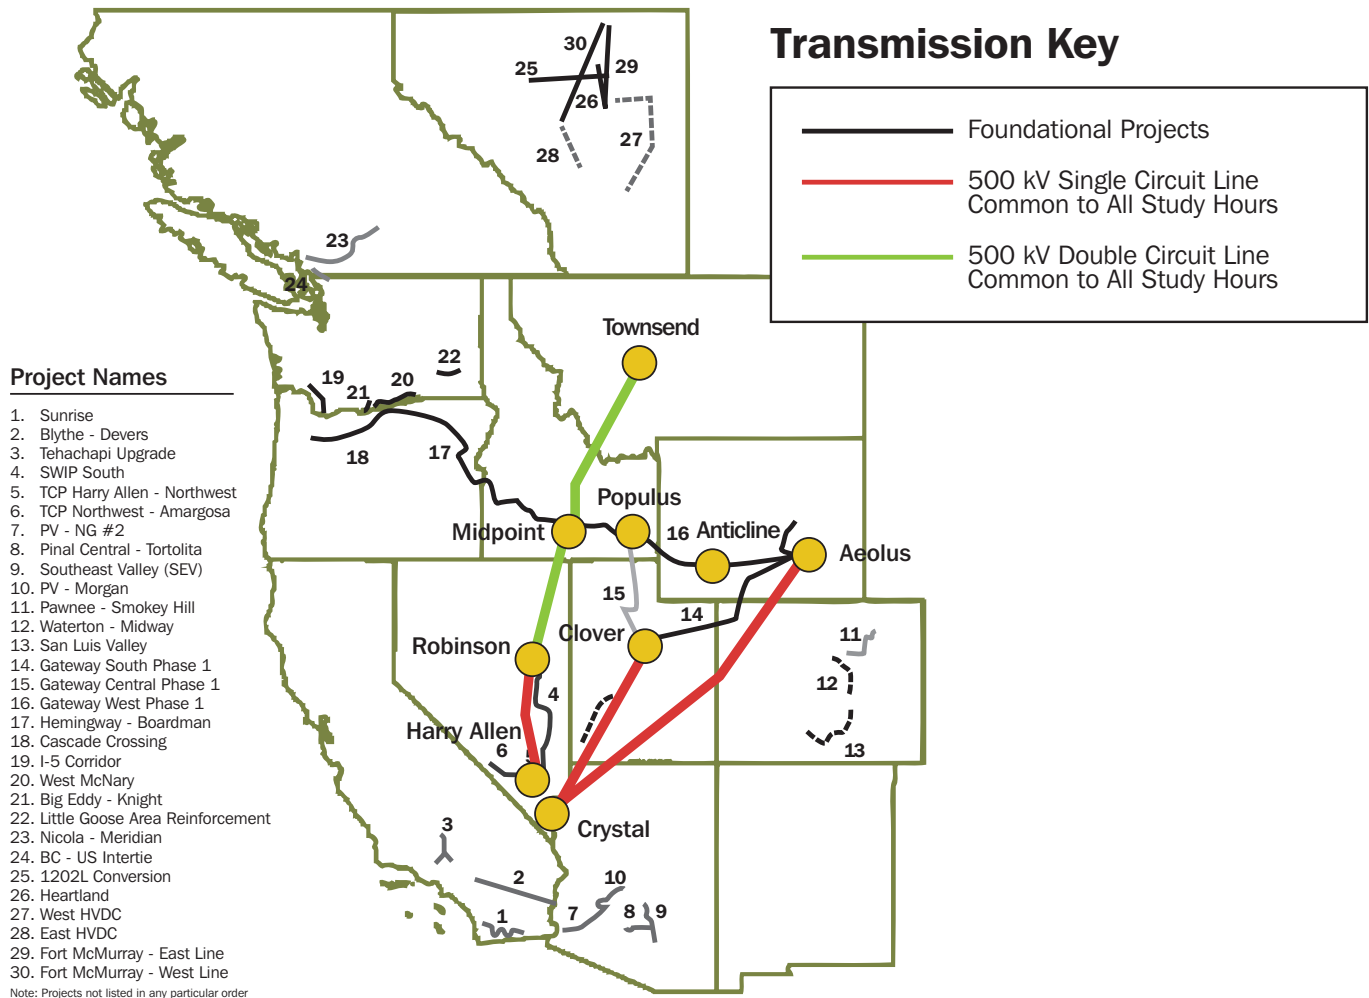 Transmission Key
Foundational Projects
500 kV Single Circuit Line
Common to All Study Hours
500 kV Double Circuit Line
Common to All Study Hours
30
25
29
26
27
28
23
24
Townsend
22
19
20
21
17
18
Populus
Midpoint
16
Anticline
Aeolus
15
14
Clover
Robinson
11
12
4
Harry Allen
6
13
Crystal
3
2
10
1
7
8
9
Project Names
1. Sunrise
2. Blythe - Devers
3. Tehachapi Upgrade
4. SWIP South
5. TCP Harry Allen - Northwest
6. TCP Northwest - Amargosa
7. PV - NG #2
8. Pinal Central - Tortolita
9. Southeast Valley (SEV)
10. PV - Morgan
11. Pawnee - Smokey Hill
12. Waterton - Midway
13. San Luis Valley
14. Gateway South Phase 1
15. Gateway Central Phase 1
16. Gateway West Phase 1
17. Hemingway - Boardman
18. Cascade Crossing
19. I-5 Corridor
20. West McNary
21. Big Eddy - Knight
22. Little Goose Area Reinforcement
23. Nicola - Meridian
24. BC - US Intertie
25. 1202L Conversion
26. Heartland
27. West HVDC
28. East HVDC
29. Fort McMurray - East Line
30. Fort McMurray - West Line
Note: Projects not listed in any particular order